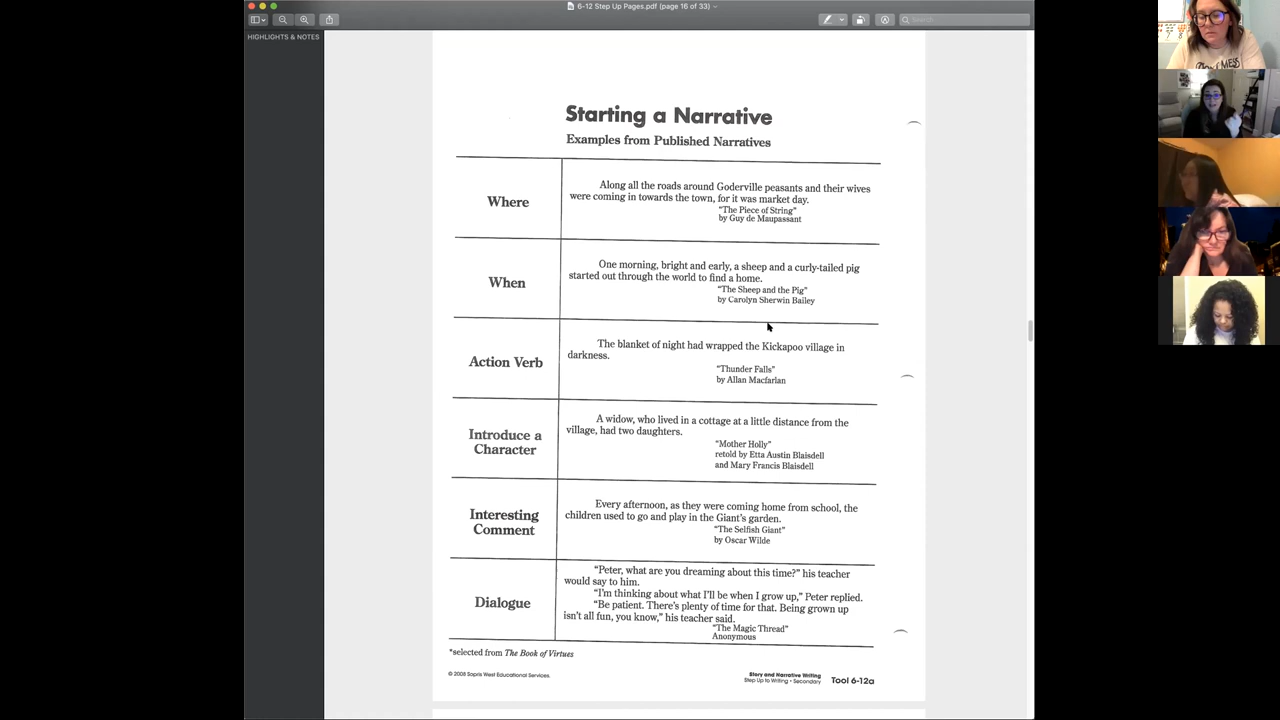 6-12 Step Up Pages.pdf (page 16 of 33)
Search
HIGHLIGHTS & NOTES
Starting a Narrative
Examples from Published Narratives
Where
Along all the roads around Goderville peasants and their wives
were coming in towards the town, for it was market day.
"The Piece of String"
by Guy de Maupassant
When
One morning, bright and early, a sheep and a curly-tailed pig
started out through the world to find a home.
"The Sheep and the Pig"
by Carolyn Sherwin Bailey
Action Verb
The blanket of night had wrapped the Kickapoo village in
darkness.
"Thunder Falls"
by Allan Macfarlan
Introduce a
Character
A widow, who lived in a cottage at a little distance from the
village, had two daughters.
"Mother Holly"
retold by Etta Austin Blaisdell
and Mary Francis Blaisdell
Interesting
Comment
Every afternoon, as they were coming home from school, the
children used to go and play in the Giant's garden.
"The Selfish Giant"
by Oscar Wilde
Dialogue
"Peter, what are you dreaming about this time?" his teacher
would say to him.
"I'm thinking about what I'll be when I grow up," Peter replied.
"Be patient. There's plenty of time for that. Being grown up
isn't all fun, you know," his teacher said.
"The Magic Thread"
Anonymous
*selected from The Book of Virtues
© 2008 Sopris West Educational Services.
Story and Narrative Writing
Step Up to Writing • Secondary
Tool 6-12a